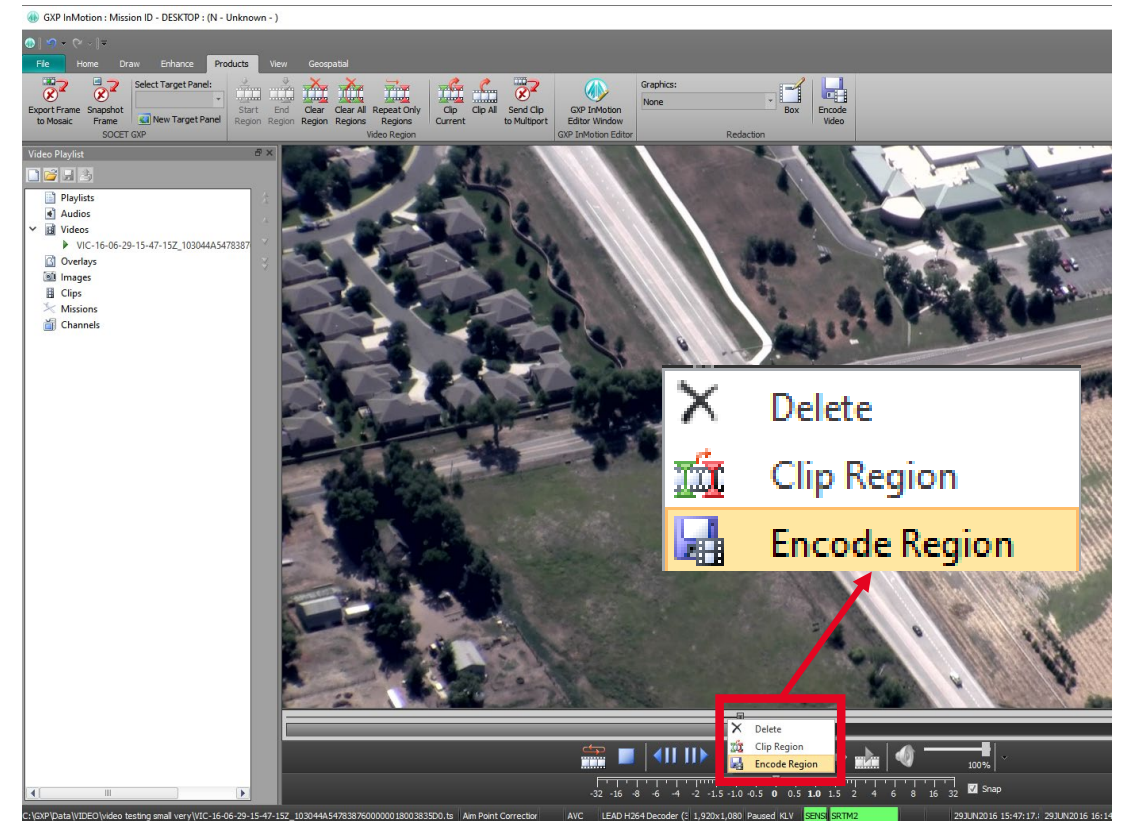 GXP InMotion : Mission ID - DESKTOP : (N - Unknown - )
File Home Draw Enhance Products View Geospatial
Export Frame to Mosaic
Snapshot Frame
Select Target Panel:
New Target Panel
SOCET GXP
Start Region
End Region
Clear Region
Clear All Regions
Repeat Only Regions
Clip Current
Clip All
Send Clip to Multiport
Video Region
GXP InMotion Editor Window
GXP InMotion Editor
Graphics:
None
Box
Encode Video
Redaction
Video Playlist
Playlists
Audios
Videos
VIC-16-06-29-15-47-15Z_103044A5478387
Overlays
Images
Clips
Missions
Channels
Delete
Clip Region
Encode Region
Delete
Clip Region
Encode Region
100%
-32 -16 -8 -6 -4 -2 -1.5 -1.0 -0.5 0 0.5 1.0 1.5 2 4 6 8 16 32
Snap
C:\GXP\Data\VIDEO\video testing small very\VIC-16-06-29-15-47-15Z_103044A54783876000000018003835D0.ts Aim Point Correctior AVC LEAD H264 Decoder (3 1,920x1,080 Paused KLV SENSI SRTM2 29JUN2016 15:47:17.( 29JUN2016 16:14